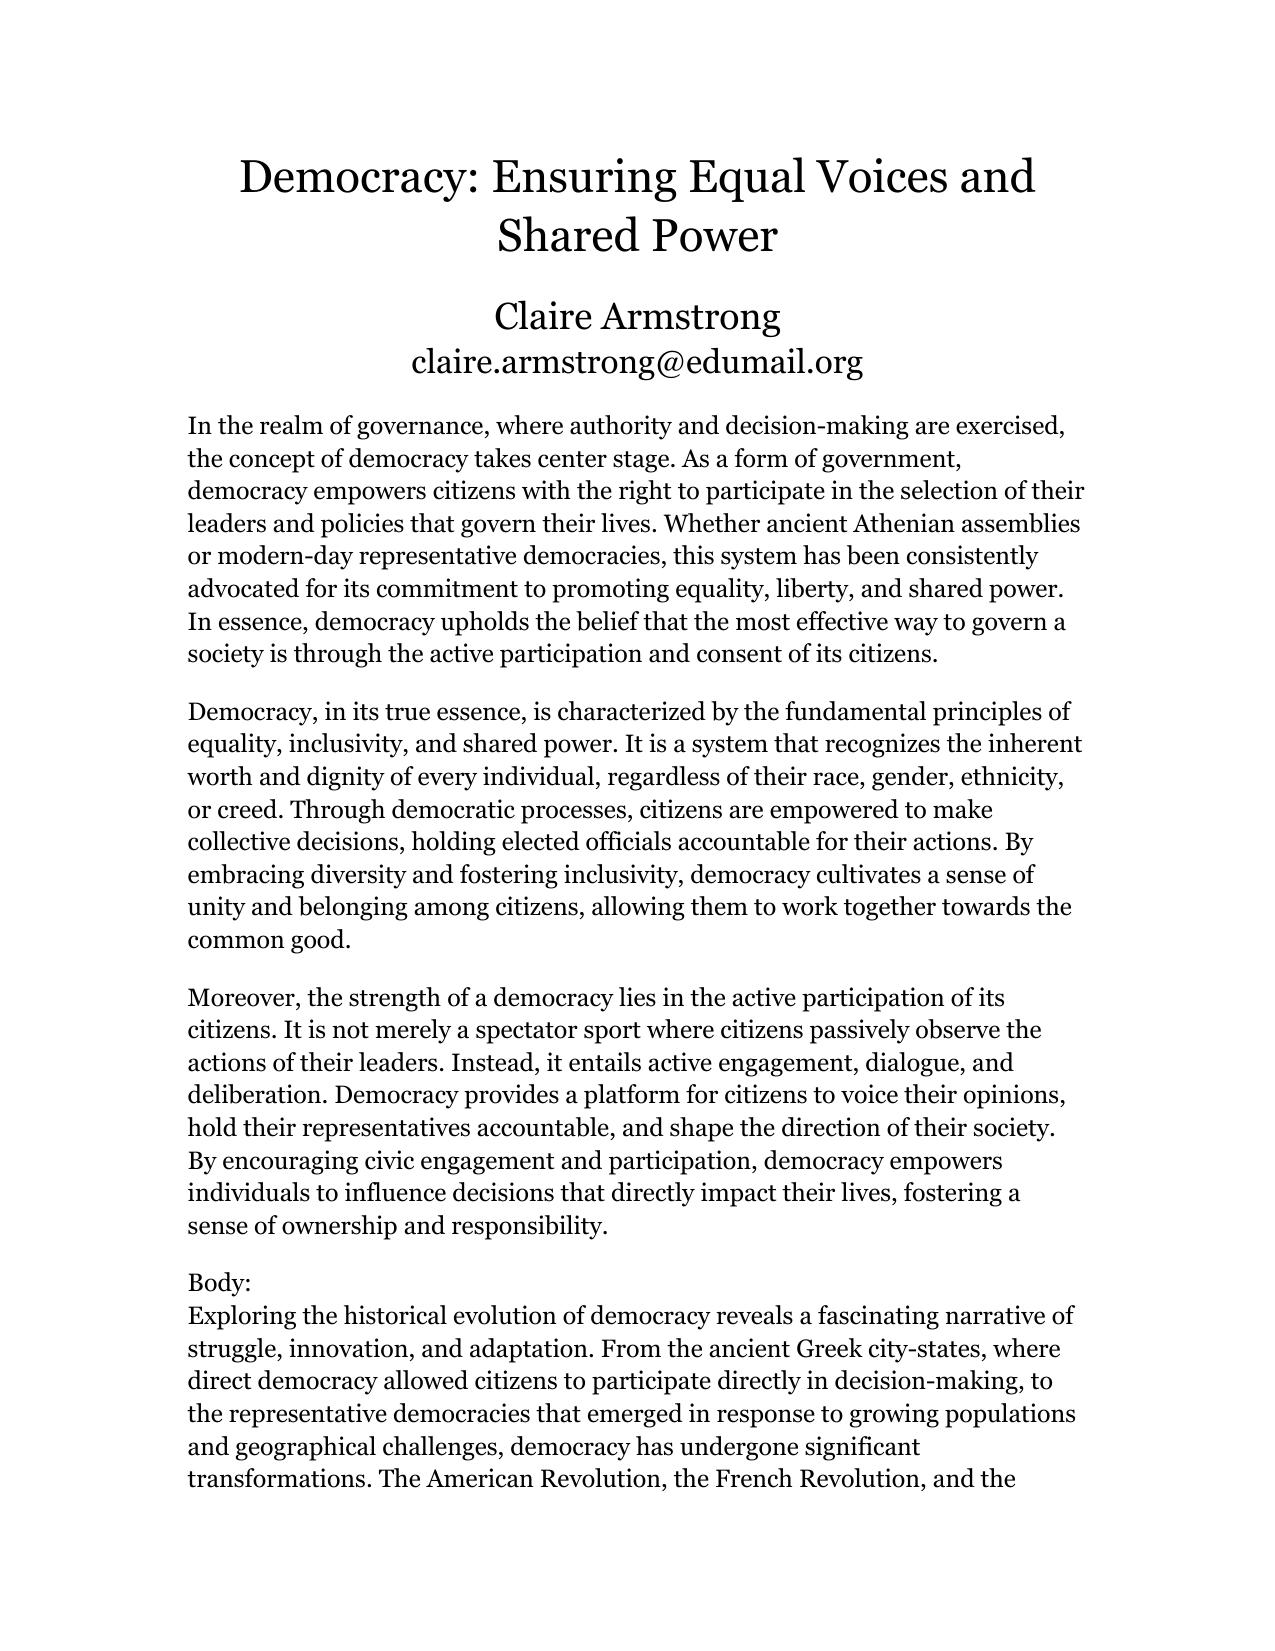 Democracy: Ensuring Equal Voices and
Shared Power
Claire Armstrong
claire.armstrong@edumail.org
In the realm of governance, where authority and decision-making are exercised,
the concept of democracy takes center stage. As a form of government,
democracy empowers citizens with the right to participate in the selection of their
leaders and policies that govern their lives. Whether ancient Athenian assemblies
or modern-day representative democracies, this system has been consistently
advocated for its commitment to promoting equality, liberty, and shared power.
In essence, democracy upholds the belief that the most effective way to govern a
society is through the active participation and consent of its citizens.
Democracy, in its true essence, is characterized by the fundamental principles of
equality, inclusivity, and shared power. It is a system that recognizes the inherent
worth and dignity of every individual, regardless of their race, gender, ethnicity,
or creed. Through democratic processes, citizens are empowered to make
collective decisions, holding elected officials accountable for their actions. By
embracing diversity and fostering inclusivity, democracy cultivates a sense of
unity and belonging among citizens, allowing them to work together towards the
common good.
Moreover, the strength of a democracy lies in the active participation of its
citizens. It is not merely a spectator sport where citizens passively observe the
actions of their leaders. Instead, it entails active engagement, dialogue, and
deliberation. Democracy provides a platform for citizens to voice their opinions,
hold their representatives accountable, and shape the direction of their society.
By encouraging civic engagement and participation, democracy empowers
individuals to influence decisions that directly impact their lives, fostering a
sense of ownership and responsibility.
Body:
Exploring the historical evolution of democracy reveals a fascinating narrative of
struggle, innovation, and adaptation. From the ancient Greek city-states, where
direct democracy allowed citizens to participate directly in decision-making, to
the representative democracies that emerged in response to growing populations
and geographical challenges, democracy has undergone significant
transformations. The American Revolution, the French Revolution, and the